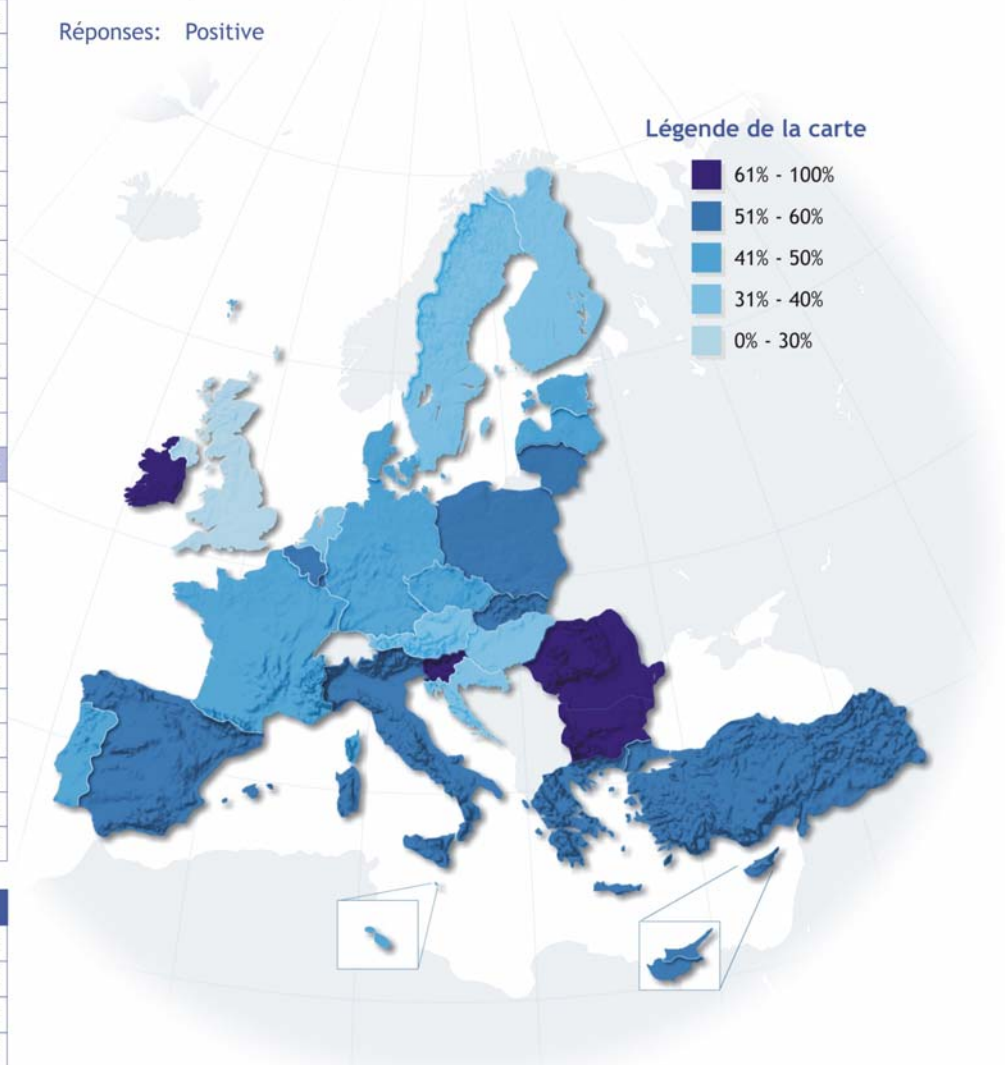 Réponses: Positive
Légende de la carte
61% - 100%
51% - 60%
41% - 50%
31% - 40%
0% - 30%